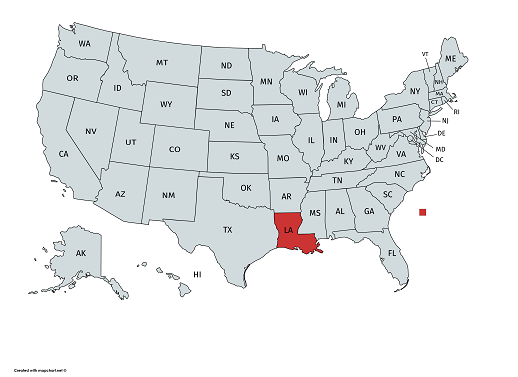 WA
MT
ND
MN
ME
VT
NH
OR
ID
SD
WI
MI
NY
MA
CT
RI
WY
NE
IA
PA
NJ
NV
UT
CO
IL
IN
OH
DE
MD
DC
CA
KS
MO
KY
WV
VA
AZ
NM
OK
AR
TN
NC
SC
TX
LA
MS
AL
GA
FL
AK
HI
Created with mapchart.net ©